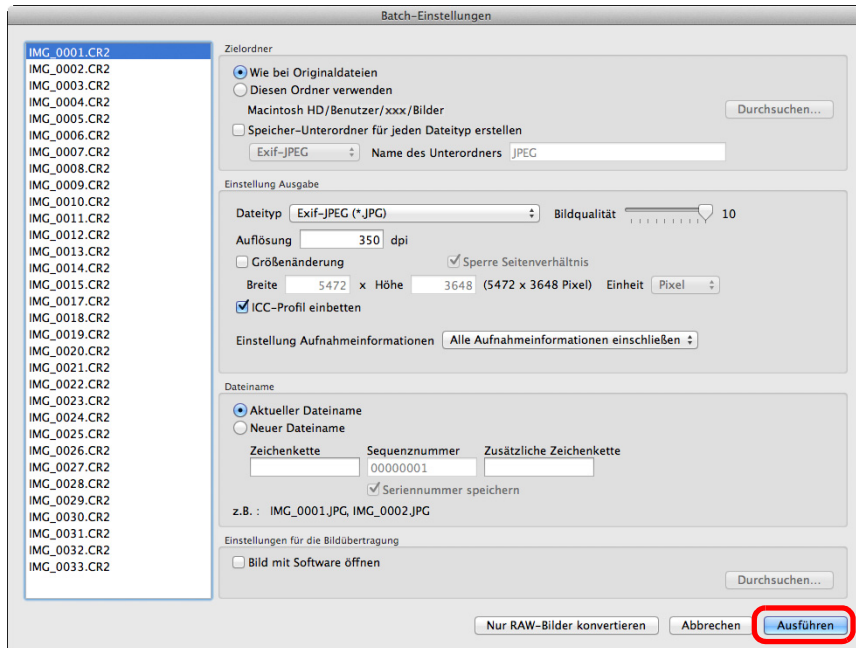 Batch-Einstellungen
IMG_0001.CR2
IMG_0002.CR2
IMG_0003.CR2
IMG_0004.CR2
IMG_0005.CR2
IMG_0006.CR2
IMG_0007.CR2
IMG_0008.CR2
IMG_0009.CR2
IMG_0010.CR2
IMG_0011.CR2
IMG_0012.CR2
IMG_0013.CR2
IMG_0014.CR2
IMG_0015.CR2
IMG_0017.CR2
IMG_0018.CR2
IMG_0019.CR2
IMG_0020.CR2
IMG_0021.CR2
IMG_0022.CR2
IMG_0023.CR2
IMG_0024.CR2
IMG_0025.CR2
IMG_0026.CR2
IMG_0027.CR2
IMG_0028.CR2
IMG_0029.CR2
IMG_0030.CR2
IMG_0031.CR2
IMG_0032.CR2
IMG_0033.CR2
Zielordner
Wie bei Originaldateien
Diesen Ordner verwenden
Macintosh HD/Benutzer/xxx/Bilder Durchsuchen...
Speicher-Unterordner für jeden Dateityp erstellen
Exif-JPEG Name des Unterordners JPEG
Einstellung Ausgabe
Dateityp Exif-JPEG (*.JPG) Bildqualität 10
Auflösung 350 dpi
Größenänderung Sperre Seitenverhältnis
Breite 5472 x Höhe 3648 (5472 x 3648 Pixel) Einheit Pixel
ICC-Profil einbetten
Einstellung Aufnahmeinformationen Alle Aufnahmeinformationen einschließen
Dateiname
Aktueller Dateiname
Neuer Dateiname
Zeichenkette Sequenznummer Zusätzliche Zeichenkette
00000001
Seriennummer speichern
z.B. : IMG_0001.JPG, IMG_0002.JPG
Einstellungen für die Bildübertragung
Bild mit Software öffnen
Durchsuchen...
Nur RAW-Bilder konvertieren Abbrechen Ausführen